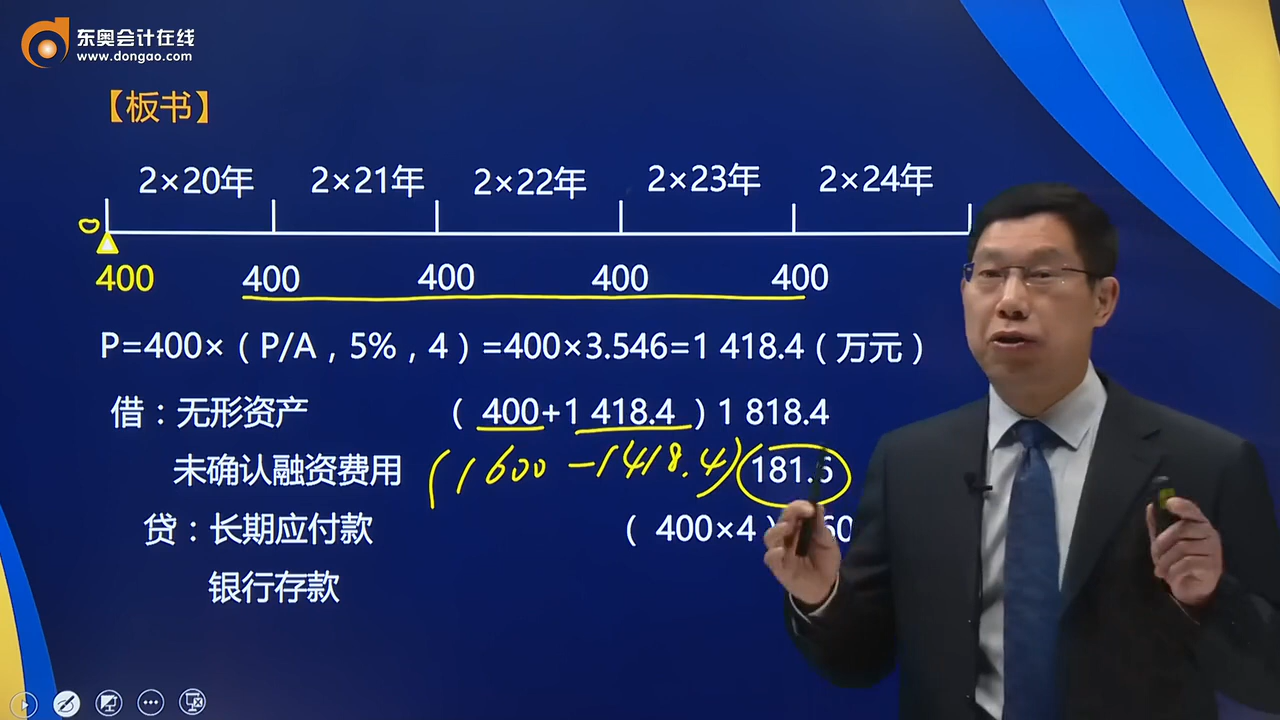 东奥会计在线
www.dongao.com
【板书】
2×20年 2×21年 2×22年 2×23年 2×24年
0
400 400 400 400 400
P=400×（P/A，5%，4）=400×3.546=1 418.4（万元）
借：无形资产 （400+1 418.4）1 818.4
未确认融资费用 (1600-1418.4) 181.6
贷：长期应付款 （400×4）
银行存款